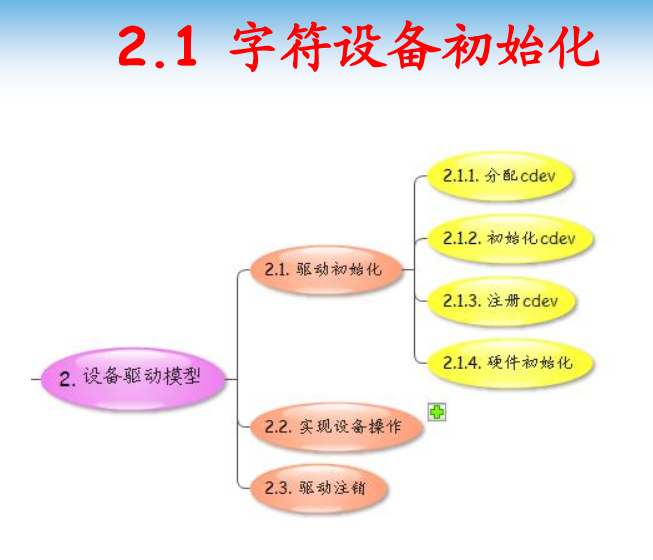 2.1 字符设备初始化
2. 设备驱动模型
2.1. 驱动初始化
2.1.1. 分配cdev
2.1.2. 初始化cdev
2.1.3. 注册cdev
2.1.4. 硬件初始化
2.2. 实现设备操作
2.3. 驱动注销